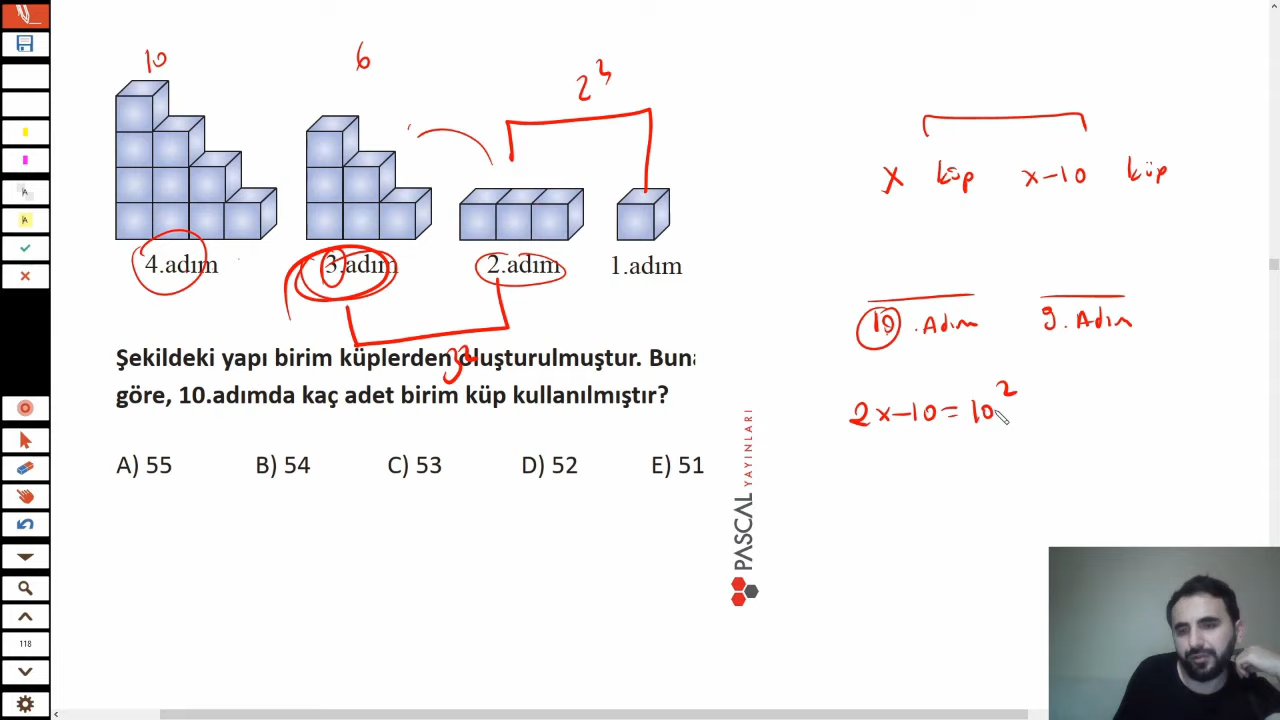 10
6
2³
x küp x-10 küp
4.adım
3.adım
2.adım
1.adım
10 .Adım 9. Adım
3²
Şekildeki yapı birim küplerden oluşturulmuştur. Buna
göre, 10.adımda kaç adet birim küp kullanılmıştır?
2x-10=10²
A) 55 B) 54 C) 53 D) 52 E) 51
PASCAL
YAYINLARI
A
A
118